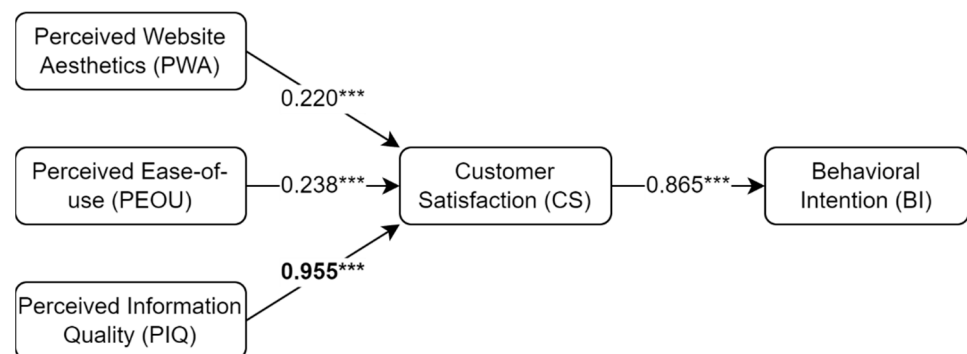 Perceived Website
Aesthetics (PWA)
0.220***
Perceived Ease-of-
use (PEOU)
0.238***
Customer
Satisfaction (CS)
0.865***
Behavioral
Intention (BI)
0.955***
Perceived Information
Quality (PIQ)